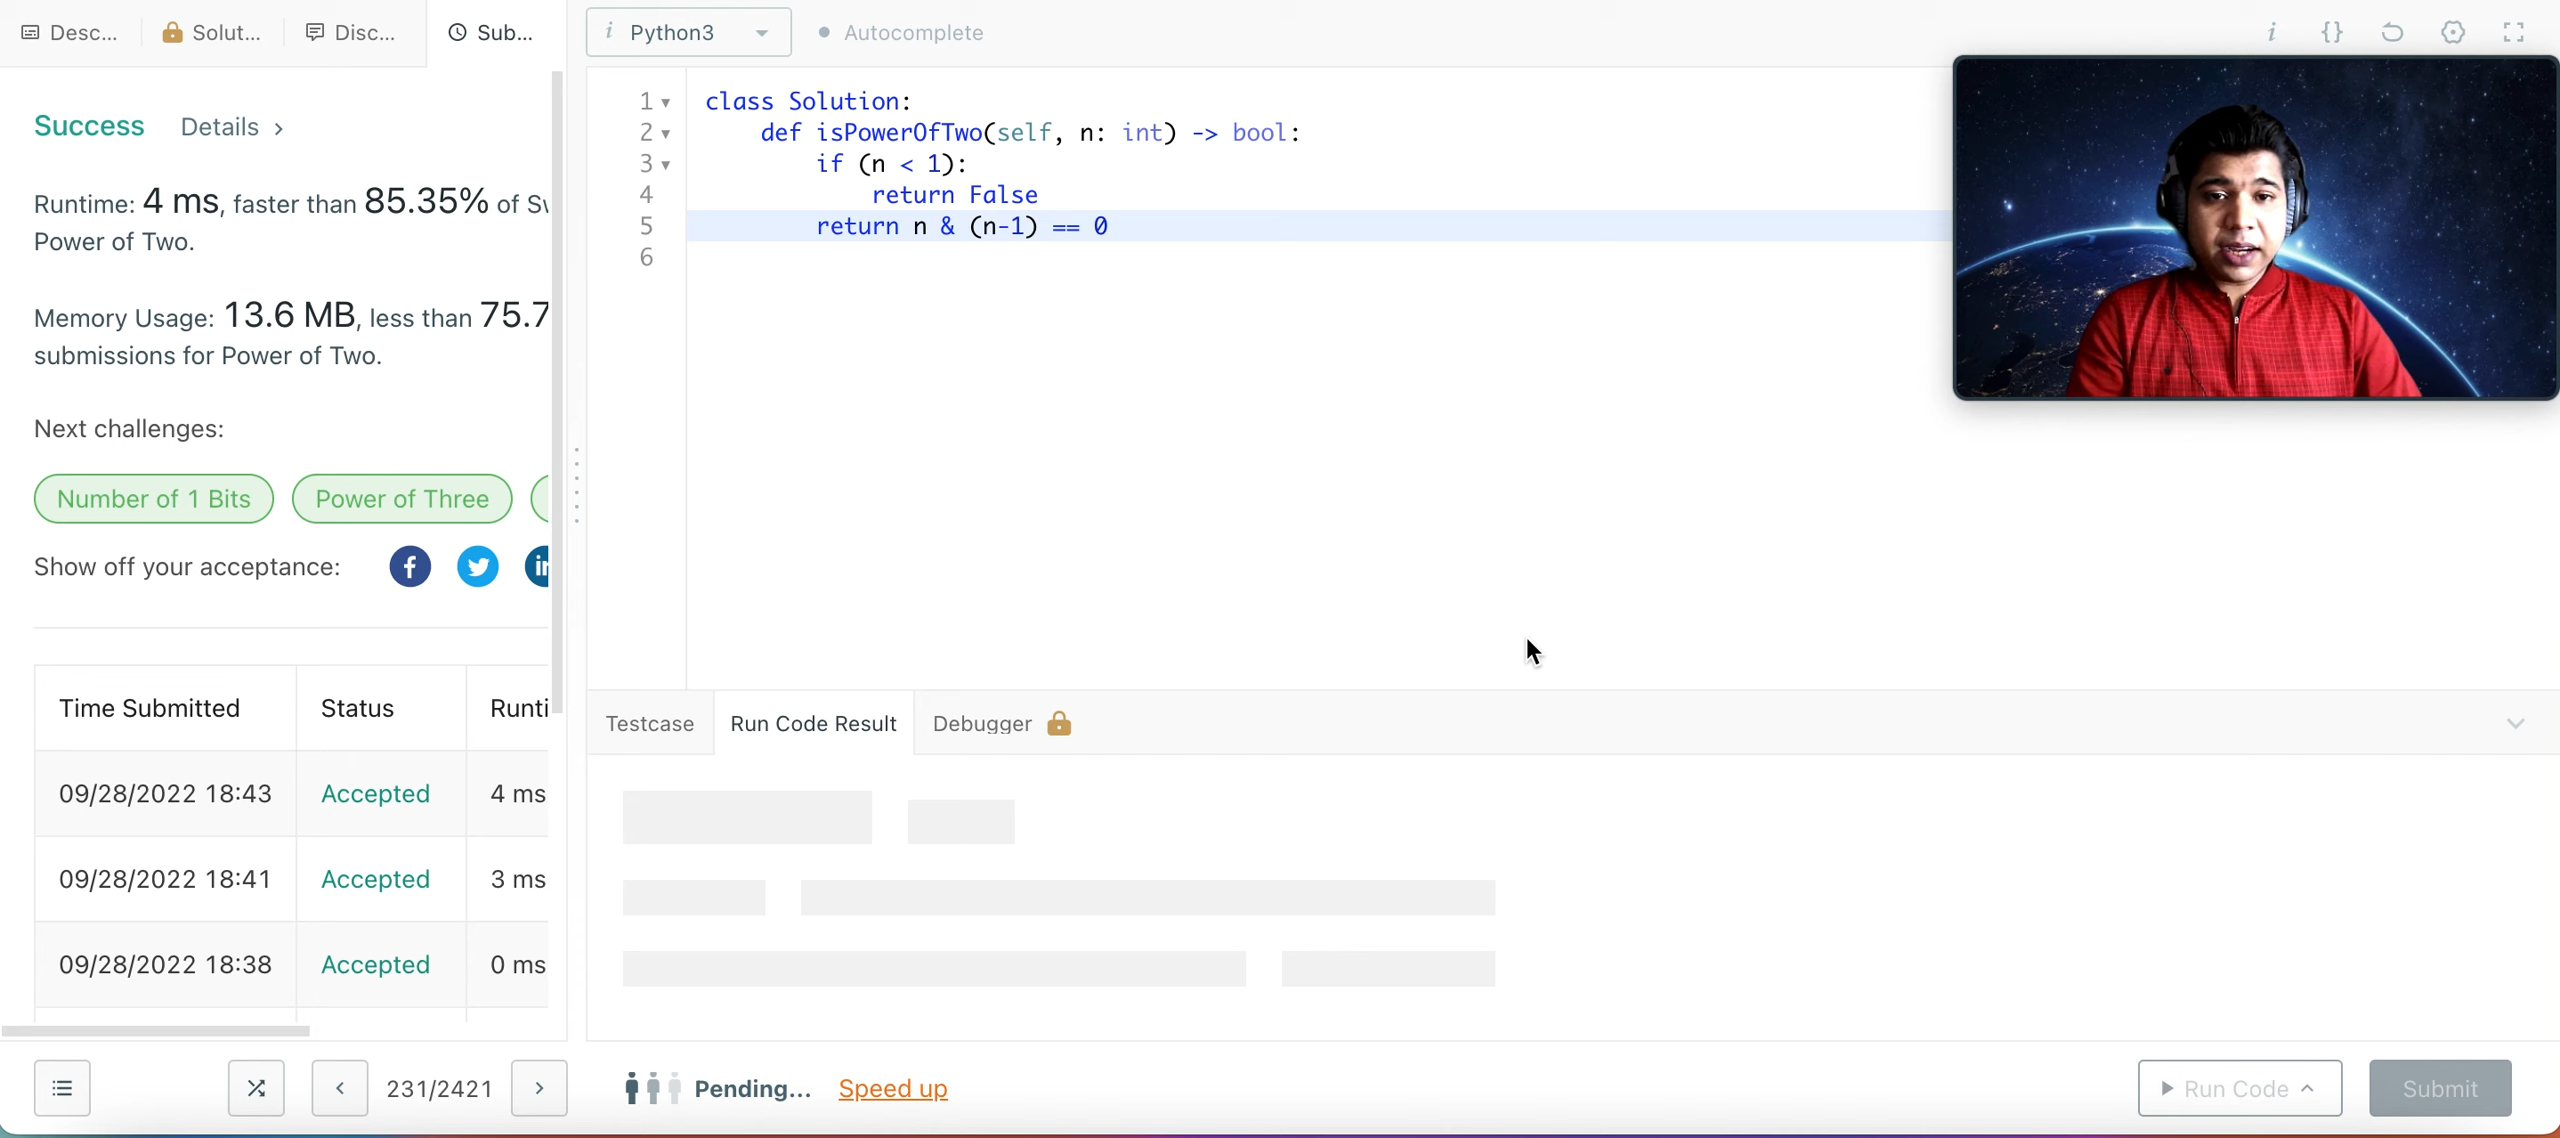 Desc...
Solut...
Disc...
Sub...
i Python3
Autocomplete
Success Details >
Runtime: 4 ms, faster than 85.35% of Sw
Power of Two.
Memory Usage: 13.6 MB, less than 75.7
submissions for Power of Two.
Next challenges:
Number of 1 Bits
Power of Three
Show off your acceptance:
Time Submitted Status Runti
09/28/2022 18:43 Accepted 4 ms
09/28/2022 18:41 Accepted 3 ms
09/28/2022 18:38 Accepted 0 ms
231/2421
1 class Solution:
2 def isPowerOfTwo(self, n: int) -> bool:
3 if (n < 1):
4 return False
5 return n & (n-1) == 0
6
Testcase
Run Code Result
Debugger
Pending...
Speed up
Run Code
Submit